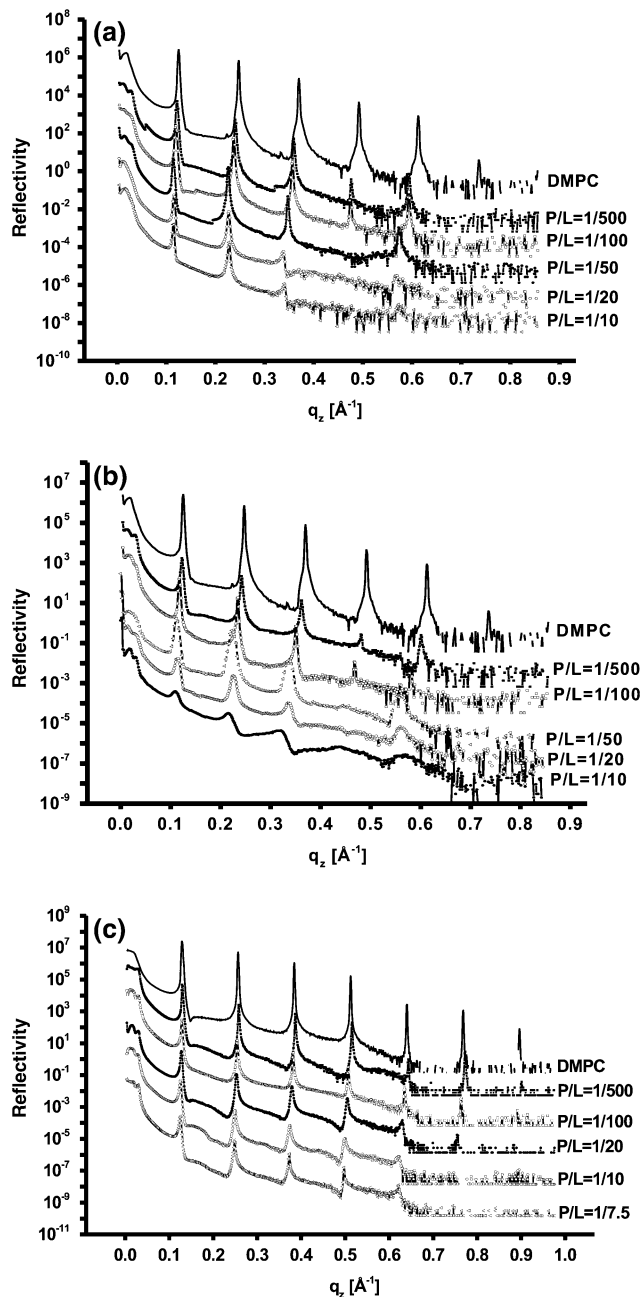 (a)
10^8
10^6
10^4
10^2
10^0
10^-2
10^-4
10^-6
10^-8
10^-10
Reflectivity
DMPC
P/L=1/500
P/L=1/100
P/L=1/50
P/L=1/20
P/L=1/10
0.0 0.1 0.2 0.3 0.4 0.5 0.6 0.7 0.8 0.9
q_z [Å^-1]
(b)
10^7
10^5
10^3
10^1
10^-1
10^-3
10^-5
10^-7
10^-9
Reflectivity
DMPC
P/L=1/500
P/L=1/100
P/L=1/50
P/L=1/20
P/L=1/10
0.0 0.1 0.2 0.3 0.4 0.5 0.6 0.7 0.8 0.9
q_z [Å^-1]
(c)
10^9
10^7
10^5
10^3
10^1
10^-1
10^-3
10^-5
10^-7
10^-9
10^-11
Reflectivity
DMPC
P/L=1/500
P/L=1/100
P/L=1/20
P/L=1/10
P/L=1/7.5
0.0 0.1 0.2 0.3 0.4 0.5 0.6 0.7 0.8 0.9 1.0
q_z [Å^-1]